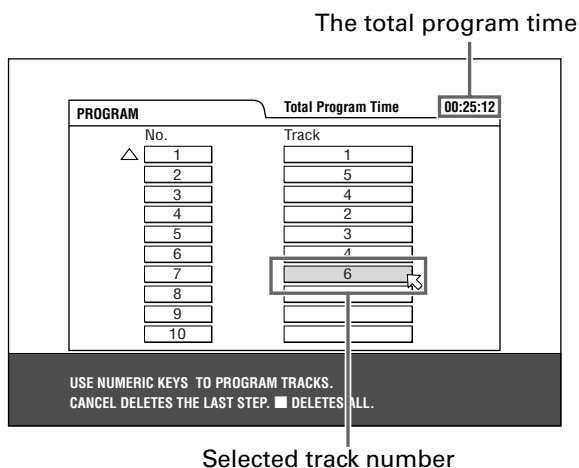 The total program time
PROGRAM Total Program Time 00:25:12
No. Track
1 1
2 5
3 4
4 2
5 3
6 4
7 6
8
9
10
USE NUMERIC KEYS TO PROGRAM TRACKS.
CANCEL DELETES THE LAST STEP. ■ DELETES ALL.
Selected track number